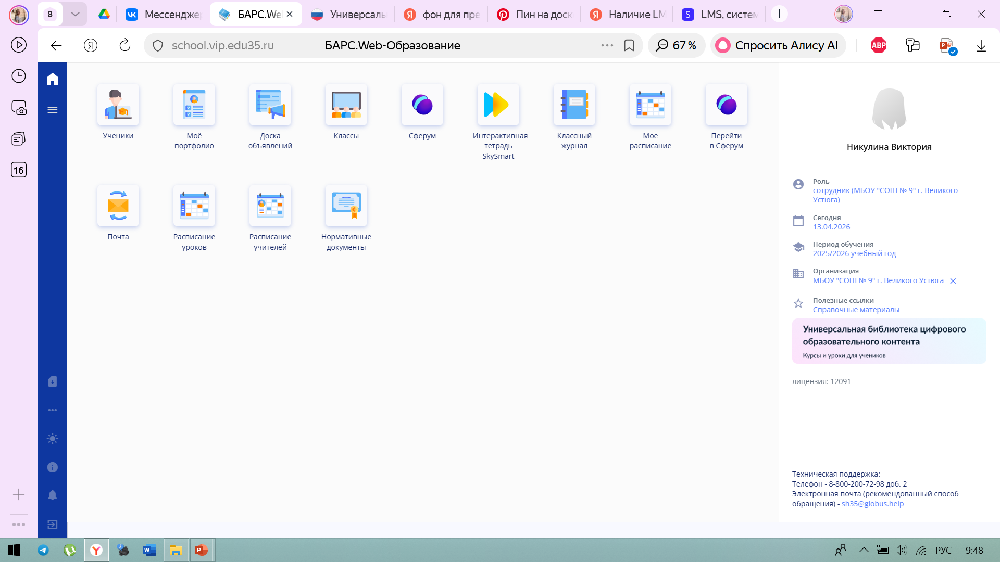 8
Мессендже
БАРС.We
Универсаль
фон для пре
Пин на доск
Наличие LM
LMS, систем
school.vip.edu35.ru
БАРС.Web-Образование
67 %
Спросить Алису AI
ABP
16
Ученики
Моё
портфолио
Доска
объявлений
Классы
Сферум
Интерактивная
тетрадь
SkySmart
Классный
журнал
Мое
расписание
Перейти
в Сферум
Почта
Расписание
уроков
Расписание
учителей
Нормативные
документы
Никулина Виктория
Роль
сотрудник (МБОУ "СОШ № 9" г. Великого
Устюга)
Сегодня
13.04.2026
Период обучения
2025/2026 учебный год
Организация
МБОУ "СОШ № 9" г. Великого Устюга
Полезные ссылки
Справочные материалы
Универсальная библиотека цифрового
образовательного контента
Курсы и уроки для учеников
лицензия: 12091
Техническая поддержка:
Телефон - 8-800-200-72-98 доб. 2
Электронная почта (рекомендованный способ
обращения) - sh35@globus.help
РУС
9:48